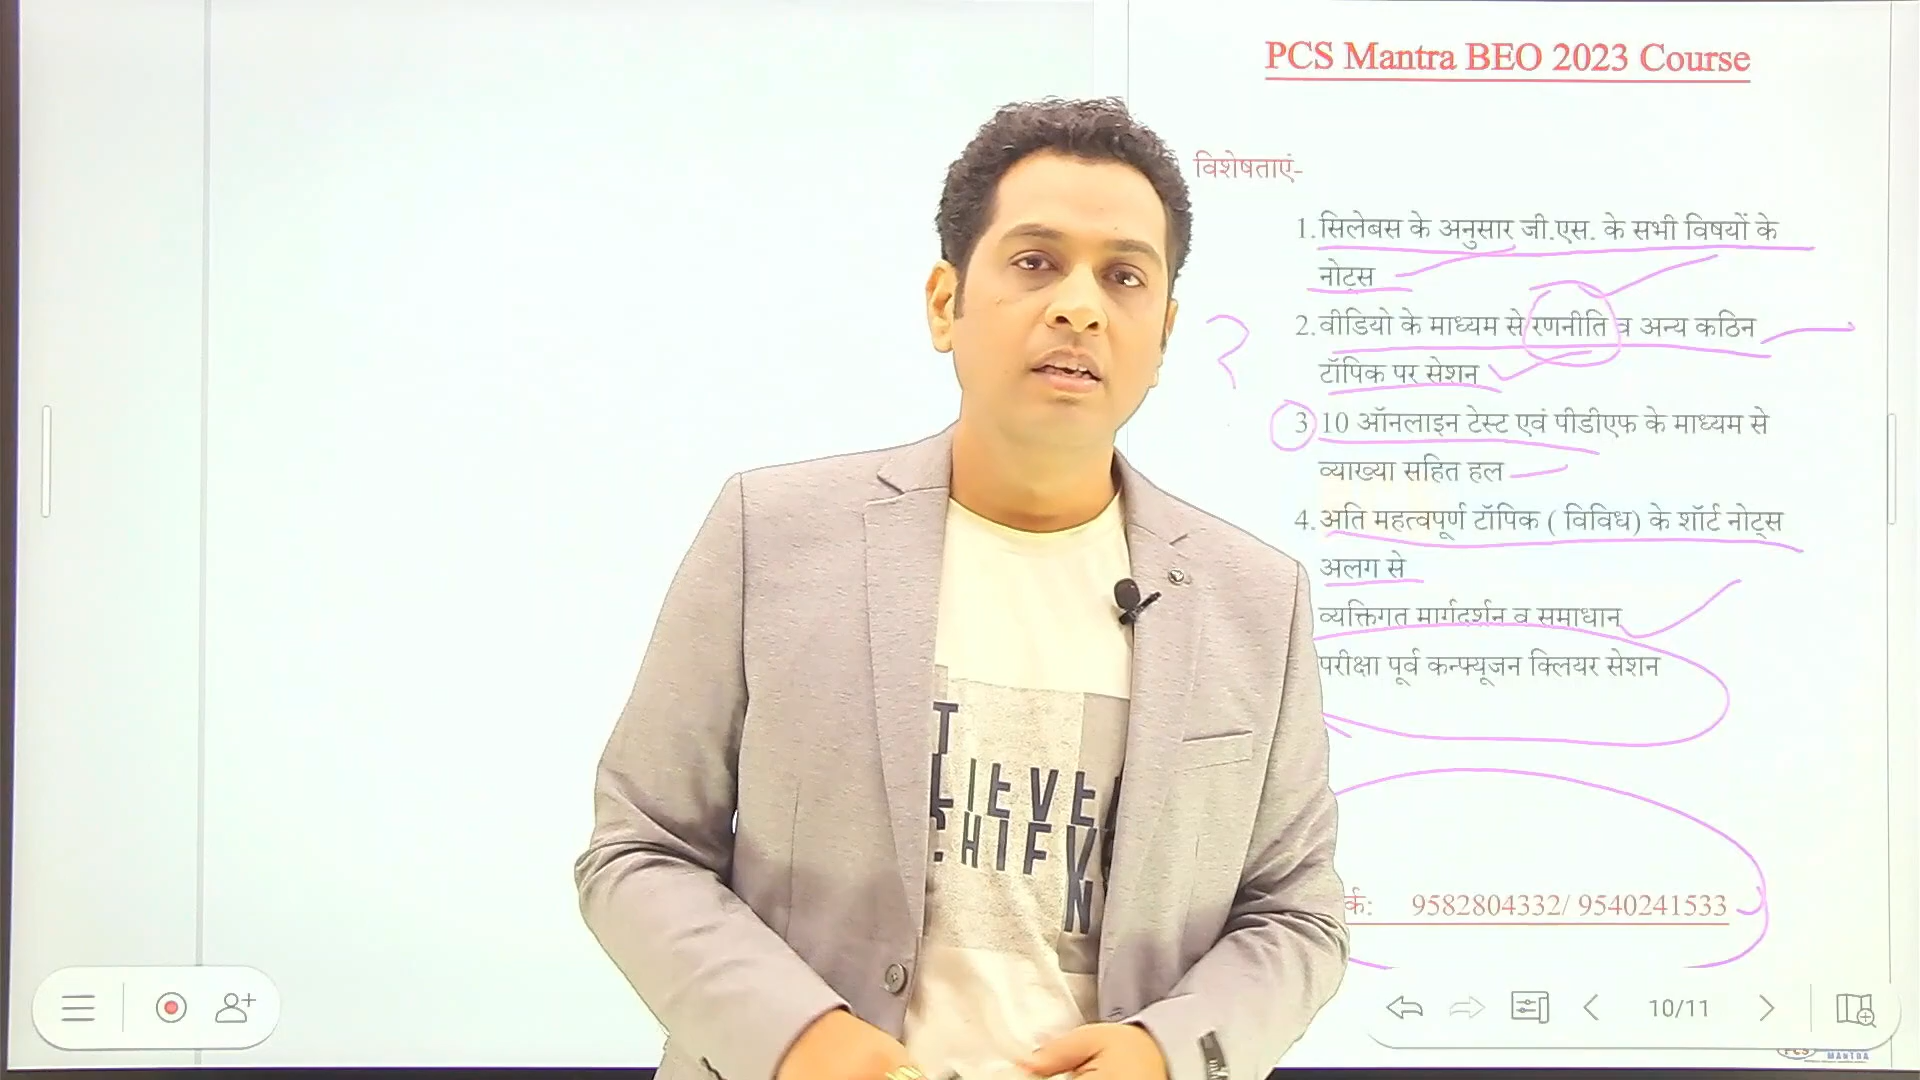 PCS Mantra BEO 2023 Course
विशेषताएं-
1. सिलेबस के अनुसार जी.एस. के सभी विषयों के
नोट्स
2. वीडियो के माध्यम से रणनीति व अन्य कठिन
टॉपिक पर सेशन
3 10 ऑनलाइन टेस्ट एवं पीडीएफ के माध्यम से
व्याख्या सहित हल
4. अति महत्वपूर्ण टॉपिक ( विविध) के शॉर्ट नोट्स
अलग से
व्यक्तिगत मार्गदर्शन व समाधान
परीक्षा पूर्व कन्फ्यूजन क्लियर सेशन
9582804332/ 9540241533
10/11
PCS MANTRA